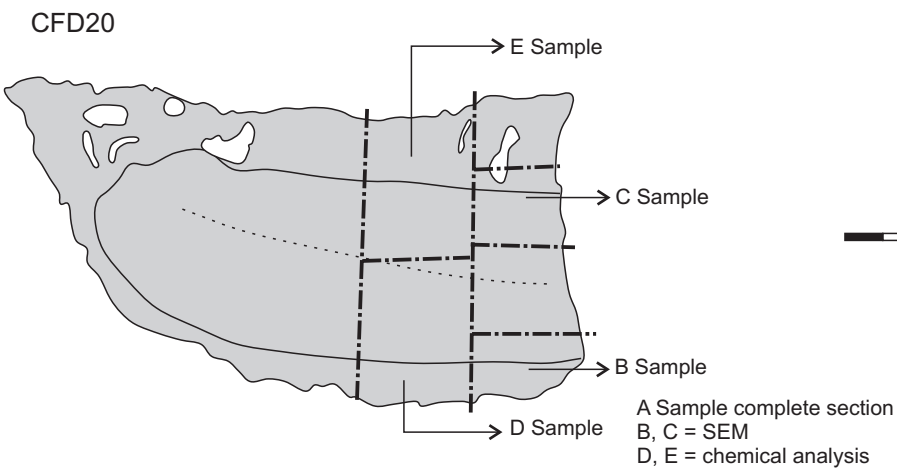 CFD20
E Sample
C Sample
B Sample
D Sample
A Sample complete section
B, C = SEM
D, E = chemical analysis